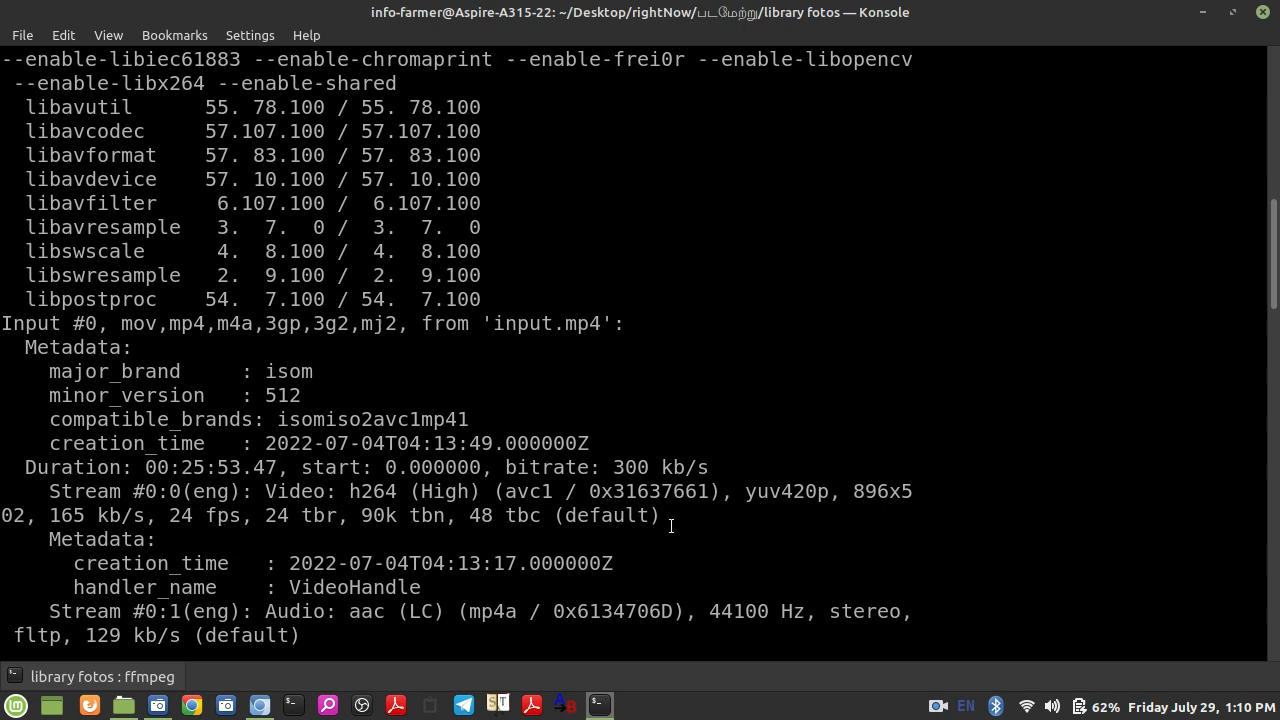 info-farmer@Aspire-A315-22: ~/Desktop/rightNow/படமேற்று/library fotos — Konsole
File Edit View Bookmarks Settings Help
--enable-libiec61883 --enable-chromaprint --enable-frei0r --enable-libopencv
--enable-libx264 --enable-shared
libavutil      55. 78.100 / 55. 78.100
libavcodec     57.107.100 / 57.107.100
libavformat    57. 83.100 / 57. 83.100
libavdevice    57. 10.100 / 57. 10.100
libavfilter     6.107.100 /  6.107.100
libavresample   3.  7.  0 /  3.  7.  0
libswscale      4.  8.100 /  4.  8.100
libswresample   2.  9.100 /  2.  9.100
libpostproc    54.  7.100 / 54.  7.100
Input #0, mov,mp4,m4a,3gp,3g2,mj2, from 'input.mp4':
Metadata:
major_brand     : isom
minor_version   : 512
compatible_brands: isomiso2avc1mp41
creation_time   : 2022-07-04T04:13:49.000000Z
Duration: 00:25:53.47, start: 0.000000, bitrate: 300 kb/s
Stream #0:0(eng): Video: h264 (High) (avc1 / 0x31637661), yuv420p, 896x5
02, 165 kb/s, 24 fps, 24 tbr, 90k tbn, 48 tbc (default)
Metadata:
creation_time   : 2022-07-04T04:13:17.000000Z
handler_name    : VideoHandle
Stream #0:1(eng): Audio: aac (LC) (mp4a / 0x6134706D), 44100 Hz, stereo,
fltp, 129 kb/s (default)
library fotos : ffmpeg
EN 62% Friday July 29, 1:10 PM